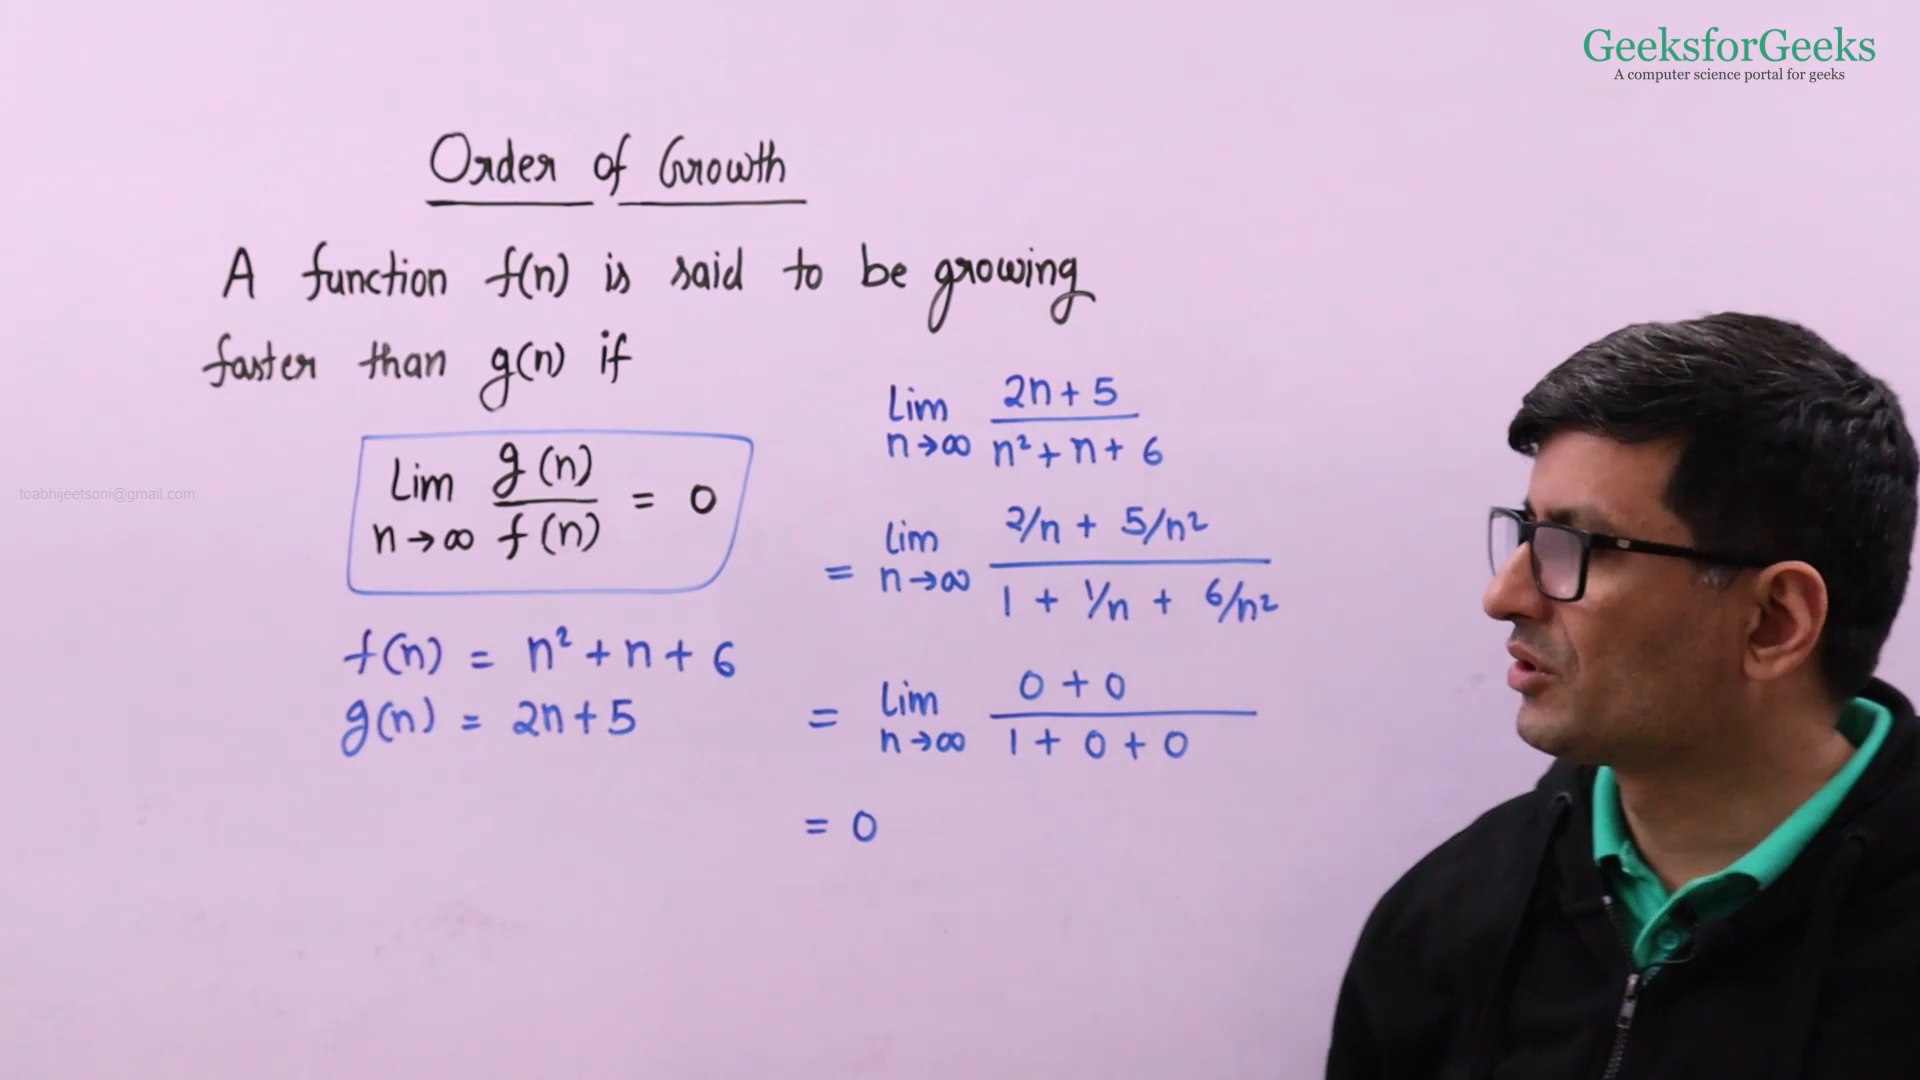 GeeksforGeeks
A computer science portal for geeks
Order of Growth
A function f(n) is said to be growing
faster than g(n) if
Lim n→∞ g(n) / f(n) = 0
f(n) = n² + n + 6
g(n) = 2n + 5
Lim n→∞ 2n + 5 / n² + n + 6
= Lim n→∞ 2/n + 5/n² / 1 + 1/n + 6/n²
= Lim n→∞ 0 + 0 / 1 + 0 + 0
= 0
toabhijeetsoni@gmail.com